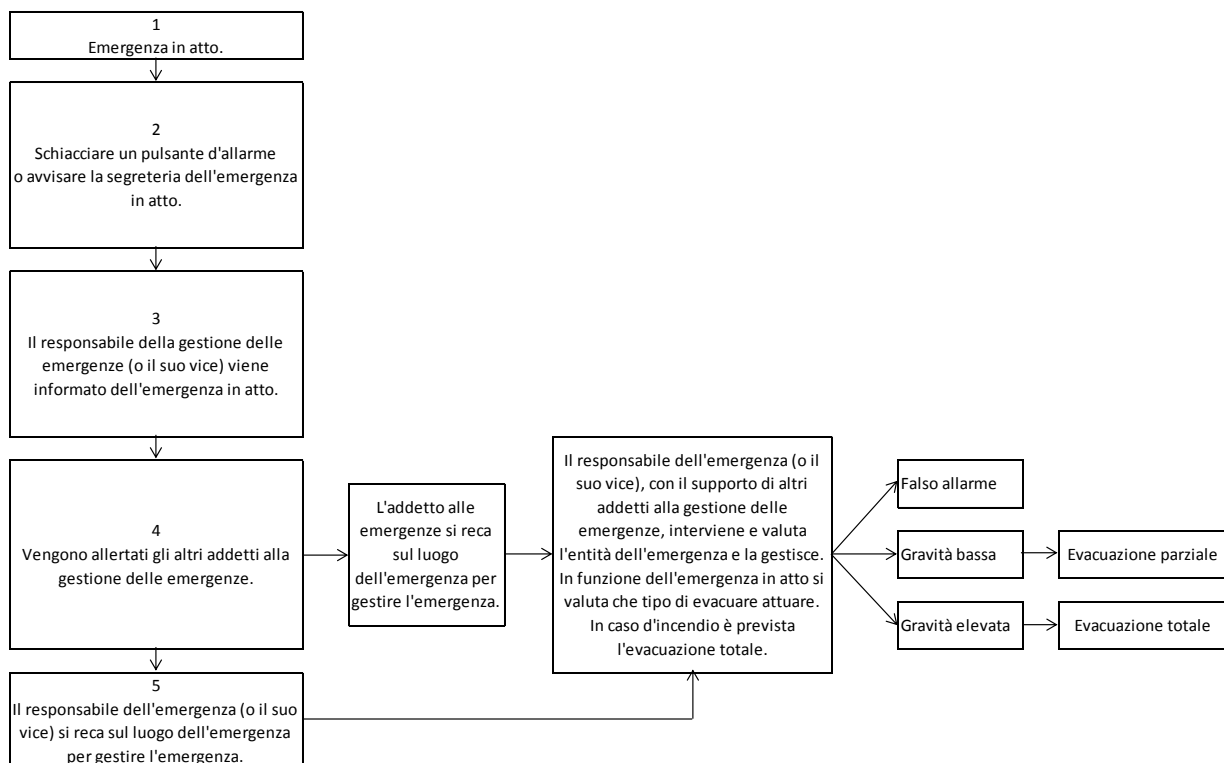 1
Emergenza in atto.
2
Schiacciare un pulsante d'allarme
o avvisare la segreteria dell'emergenza
in atto.
3
Il responsabile della gestione delle
emergenze (o il suo vice) viene
informato dell'emergenza in atto.
4
Vengono allertati gli altri addetti alla
gestione delle emergenze.
L'addetto alle
emergenze si reca
sul luogo
dell'emergenza per
gestire l'emergenza.
Il responsabile dell'emergenza (o il
suo vice), con il supporto di altri
addetti alla gestione delle
emergenze, interviene e valuta
l'entità dell'emergenza e la gestisce.
In funzione dell'emergenza in atto si
valuta che tipo di evacuare attuare.
In caso d'incendio è prevista
l'evacuazione totale.
Falso allarme
Gravità bassa
Evacuazione parziale
Gravità elevata
Evacuazione totale
5
Il responsabile dell'emergenza (o il suo
vice) si reca sul luogo dell'emergenza
per gestire l'emergenza.